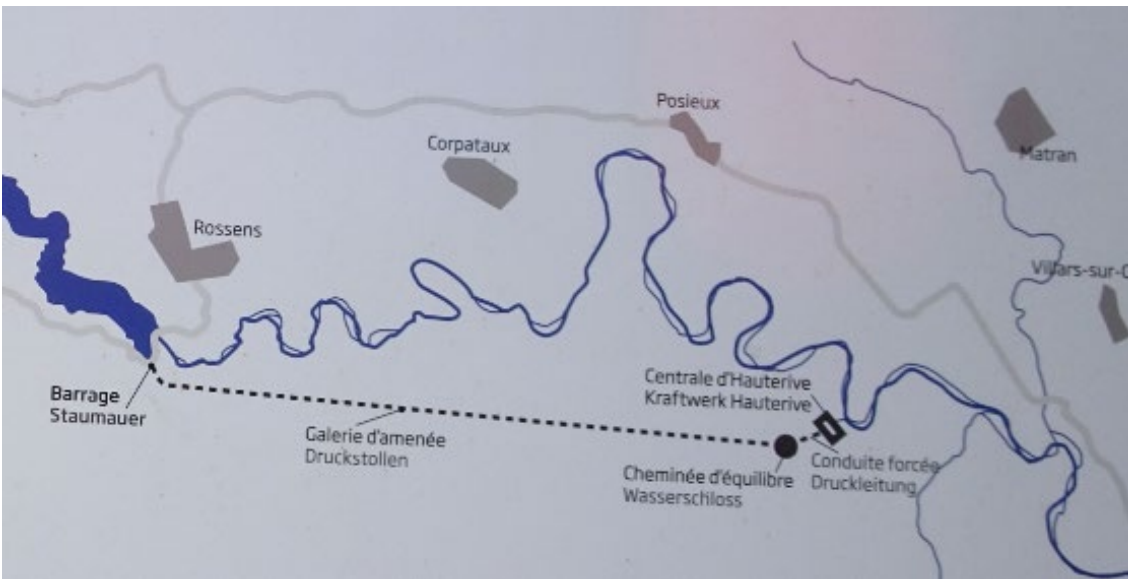 Posieux
Corpataux
Matran
Rossens
Villars-sur-G
Barrage
Staumauer
Galerie d'amenée
Druckstollen
Centrale d'Hauterive
Kraftwerk Hauterive
Cheminée d'équilibre
Wasserschloss
Conduite forcée
Druckleitung